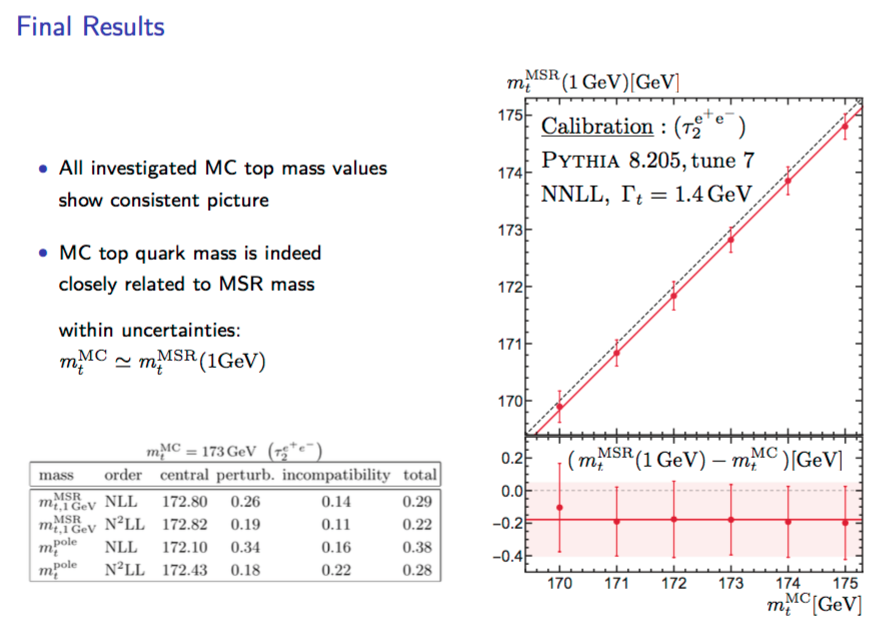 Final Results
• All investigated MC top mass values
show consistent picture
• MC top quark mass is indeed
closely related to MSR mass
within uncertainties:
m_t^MC ≃ m_t^MSR(1GeV)
m_t^MC = 173 GeV (τ_2^{e⁺e⁻})
mass order central perturb. incompatibility total
m_{t,1 GeV}^MSR NLL 172.80 0.26 0.14 0.29
m_{t,1 GeV}^MSR N²LL 172.82 0.19 0.11 0.22
m_t^pole NLL 172.10 0.34 0.16 0.38
m_t^pole N²LL 172.43 0.18 0.22 0.28
m_t^MSR(1 GeV)[GeV]
Calibration : (τ_2^{e⁺e⁻})
PYTHIA 8.205, tune 7
NNLL, Γ_t = 1.4 GeV
175
174
173
172
171
170
(m_t^MSR(1 GeV) − m_t^MC)[GeV]
0.2
0.0
−0.2
−0.4
170 171 172 173 174 175
m_t^MC[GeV]